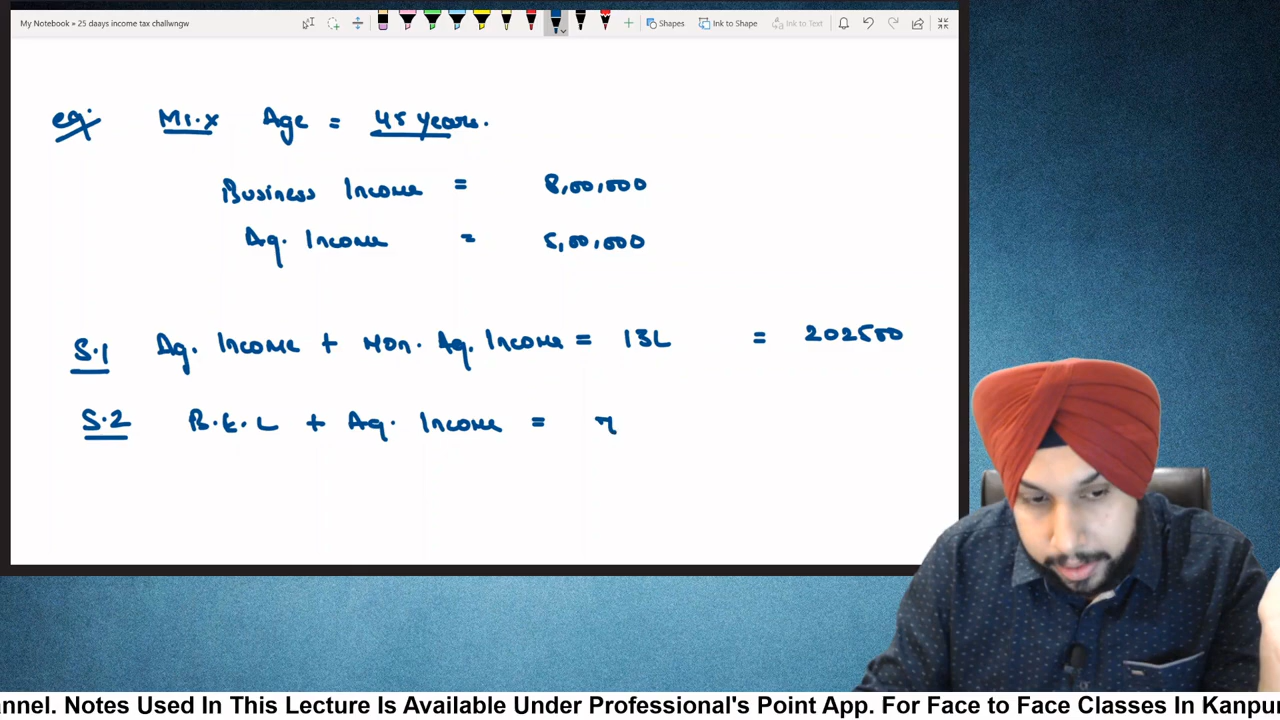 My Notebook » 25 daays income tax challwngw
Shapes
Ink to Shape
Ink to Text
eg:
Mr. X Age = 45 years.
Business Income = 8,00,000
Ag. Income = 5,00,000
S.1 Ag. Income + Non. Ag. Income = 13L = 202500
S.2 B.E.L + Ag. Income = 7
annel. Notes Used In This Lecture Is Available Under Professional's Point App. For Face to Face Classes In Kanpu